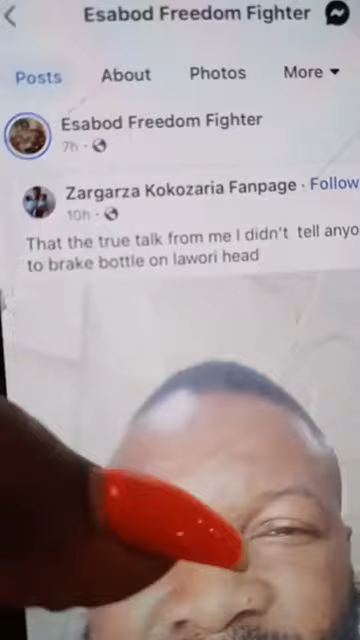 Esabod Freedom Fighter
Posts About Photos More
Esabod Freedom Fighter
7h
Zargarza Kokozaria Fanpage · Follow
10h
That the true talk from me I didn't tell anyo
to brake bottle on lawori head